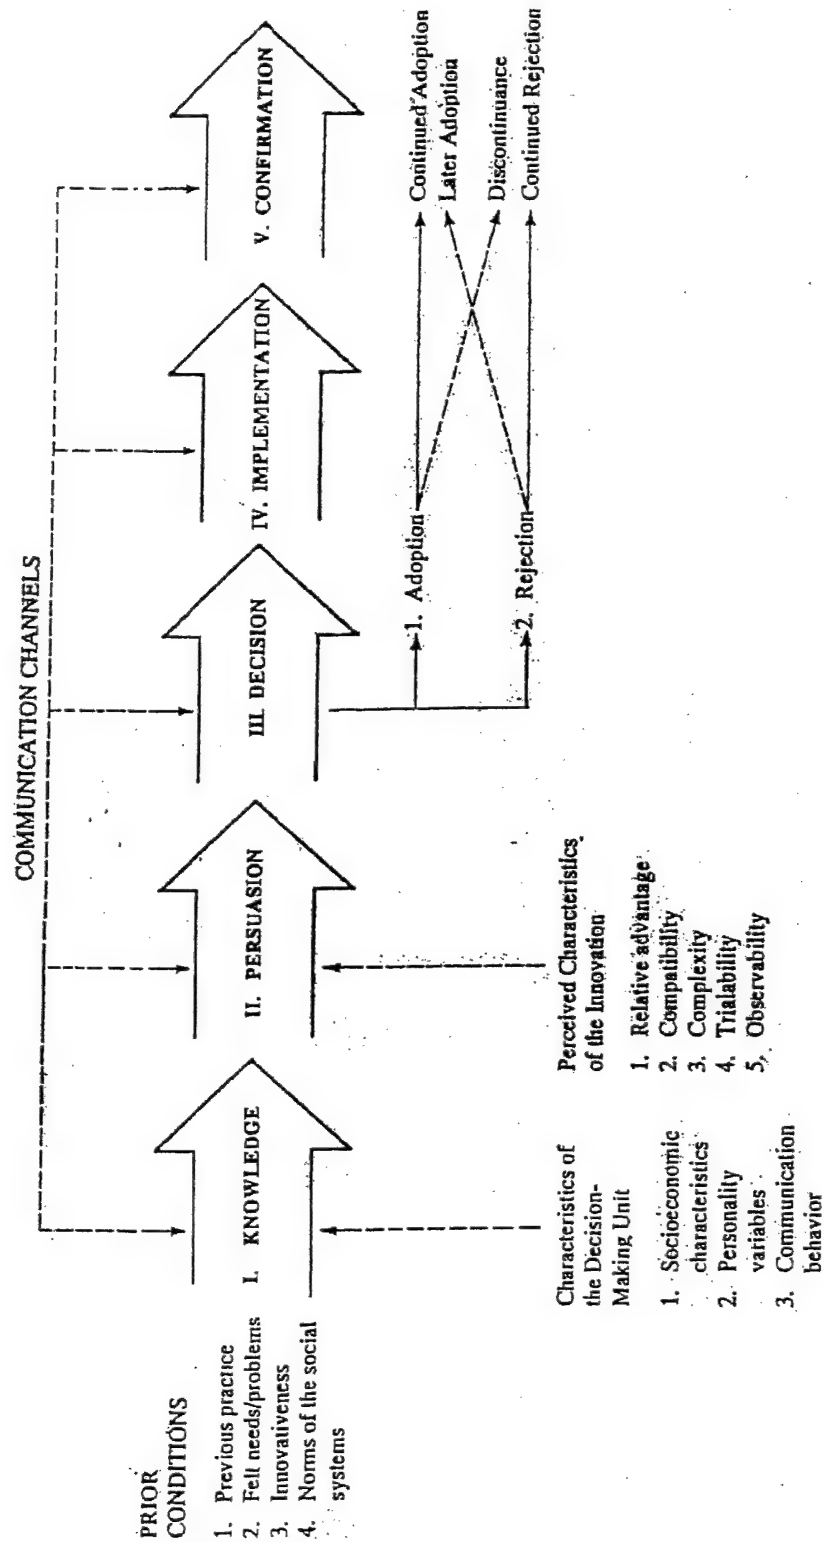 COMMUNICATION CHANNELS
PRIOR
CONDITIONS
1. Previous practice
2. Felt needs/problems
3. Innovativeness
4. Norms of the social
systems
I. KNOWLEDGE
II. PERSUASION
III. DECISION
IV. IMPLEMENTATION
V. CONFIRMATION
Characteristics of
the Decision-
Making Unit
1. Socioeconomic
characteristics
2. Personality
variables
3. Communication
behavior
Perceived Characteristics
of the Innovation
1. Relative advantage
2. Compatibility
3. Complexity
4. Trialability
5. Observability
1. Adoption
2. Rejection
Continued Adoption
Later Adoption
Discontinuance
Continued Rejection